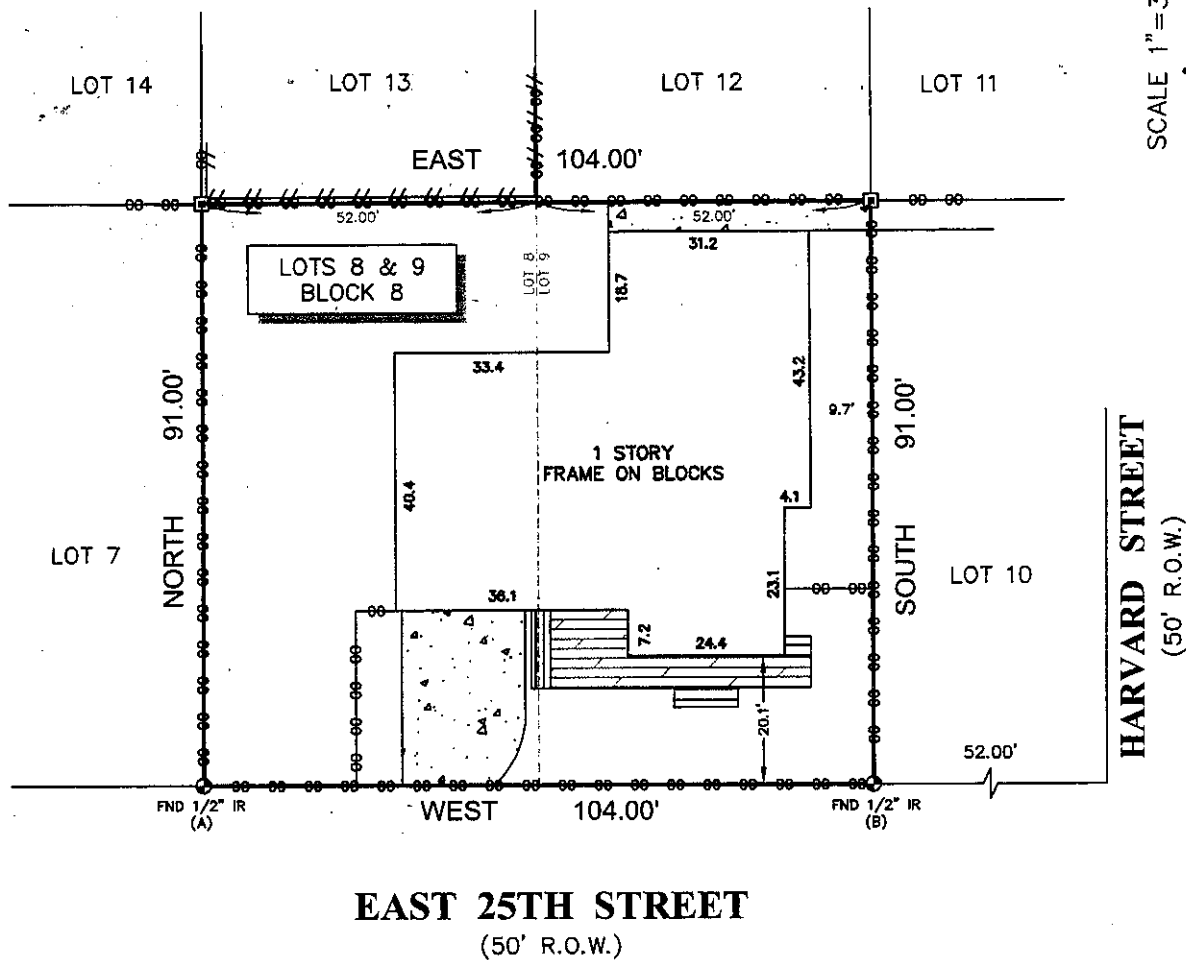 SCALE 1"=3
LOT 14
LOT 13
LOT 12
LOT 11
EAST 104.00'
52.00'
52.00'
31.2
LOTS 8 & 9
BLOCK 8
LOT 8
LOT 9
18.7
33.4
43.2
9.7'
NORTH 91.00'
SOUTH 91.00'
1 STORY
FRAME ON BLOCKS
40.4
4.1
LOT 7
LOT 10
HARVARD STREET
(50' R.O.W.)
36.1
23.1
7.2
24.4
20.1'
52.00'
FND 1/2" IR
(A)
WEST 104.00'
FND 1/2" IR
(B)
EAST 25TH STREET
(50' R.O.W.)